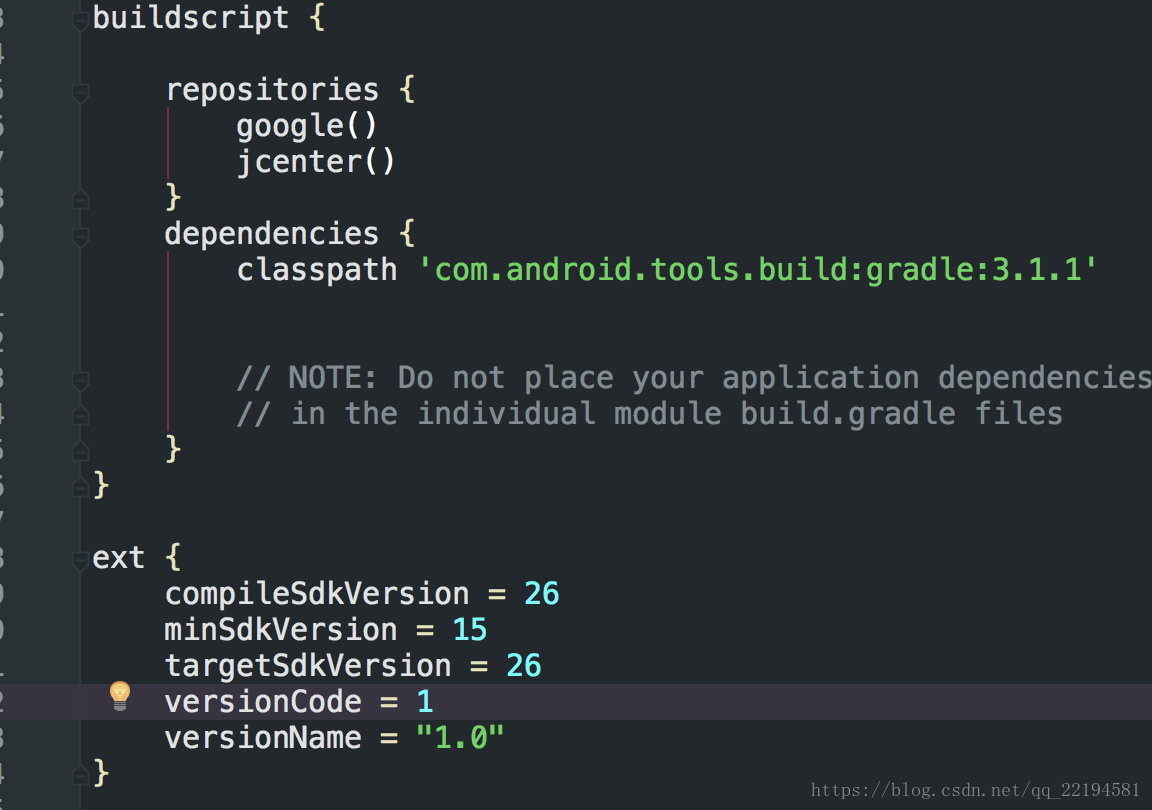 buildscript {
repositories {
google()
jcenter()
}
dependencies {
classpath 'com.android.tools.build:gradle:3.1.1'
// NOTE: Do not place your application dependencies
// in the individual module build.gradle files
}
}
ext {
compileSdkVersion = 26
minSdkVersion = 15
targetSdkVersion = 26
versionCode = 1
versionName = "1.0"
}
https://blog.csdn.net/qq_22194581